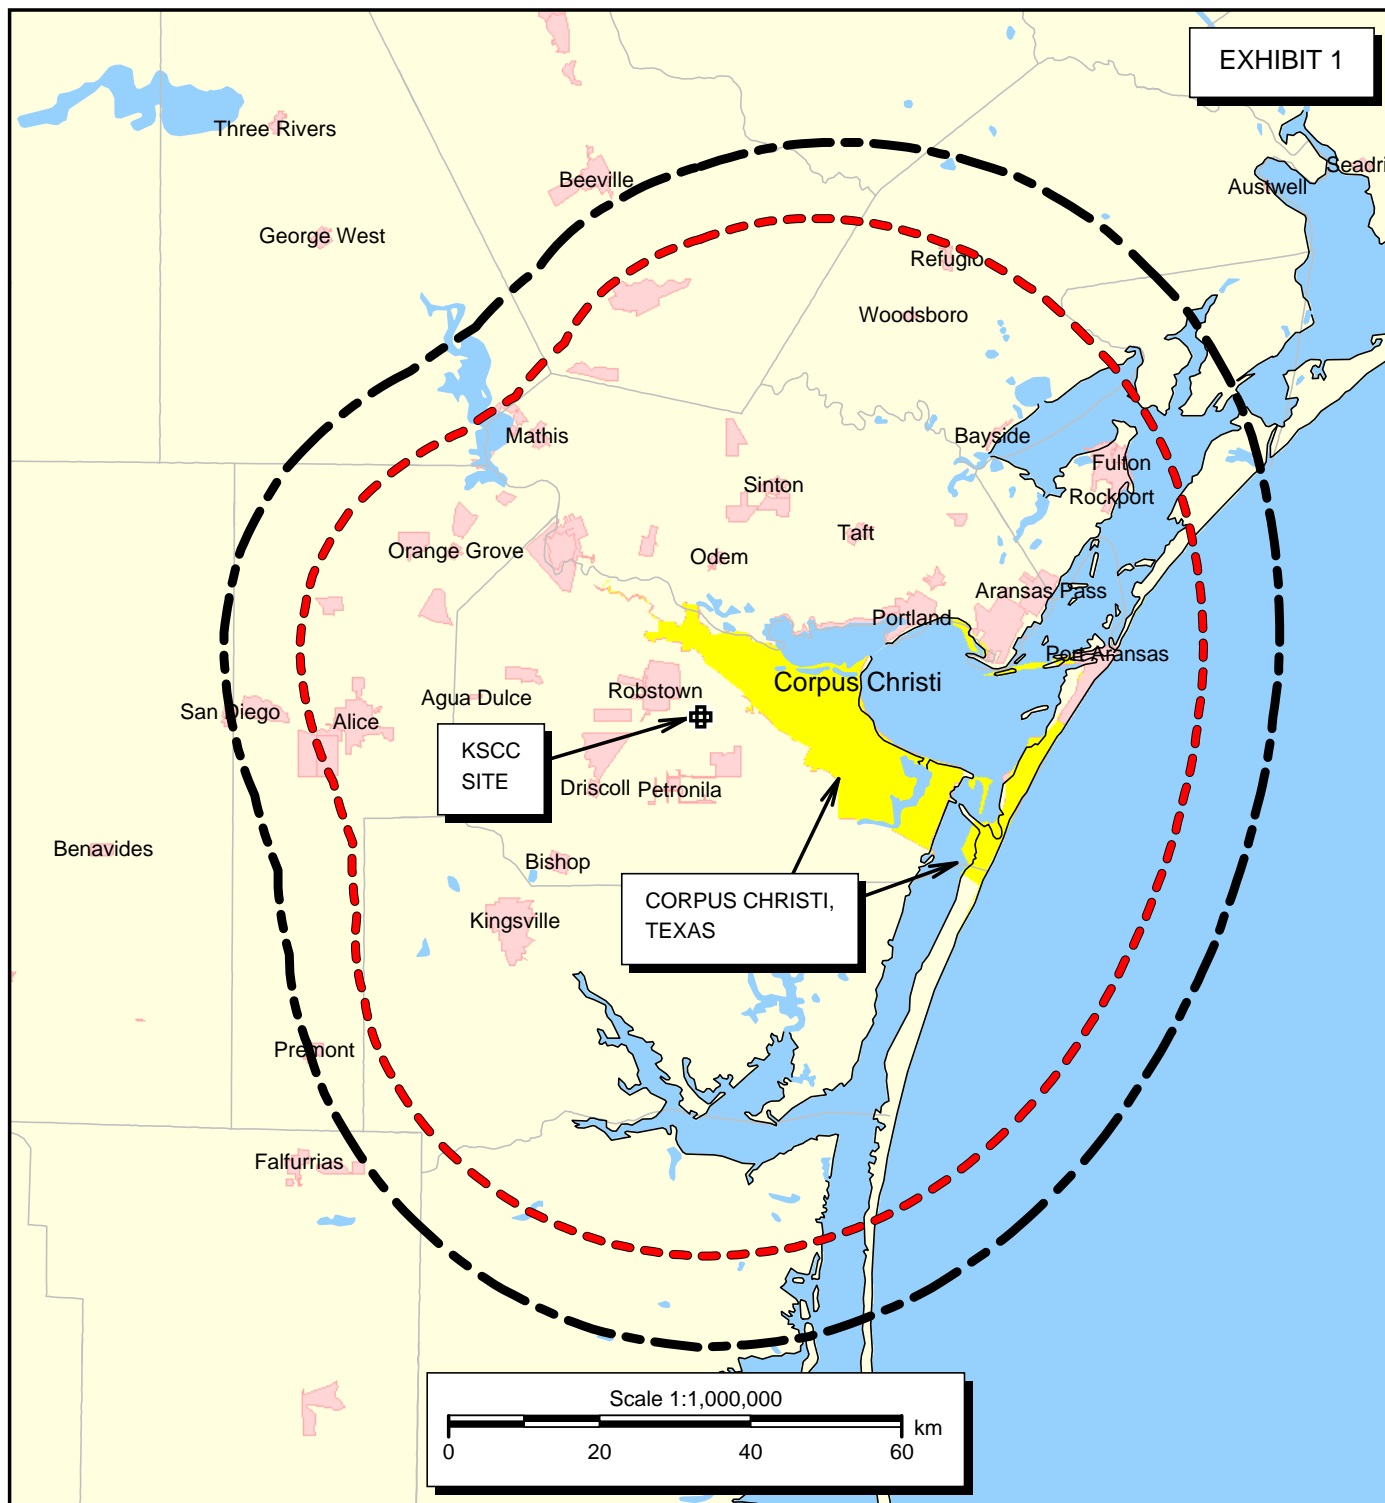 EXHIBIT 1
Three Rivers
Seadri
Beeville
Austwell
George West
Refugio
Woodsboro
Mathis
Bayside
Fulton
Sinton
Rockport
Taft
Orange Grove
Odem
Aransas Pass
Portland
Port Aransas
Corpus Christi
Robstown
Agua Dulce
San Diego
Alice
KSCC
SITE
Driscoll
Petronila
Benavides
Bishop
CORPUS CHRISTI,
TEXAS
Kingsville
Premont
Falfurrias
Scale 1:1,000,000
km
0 20 40 60